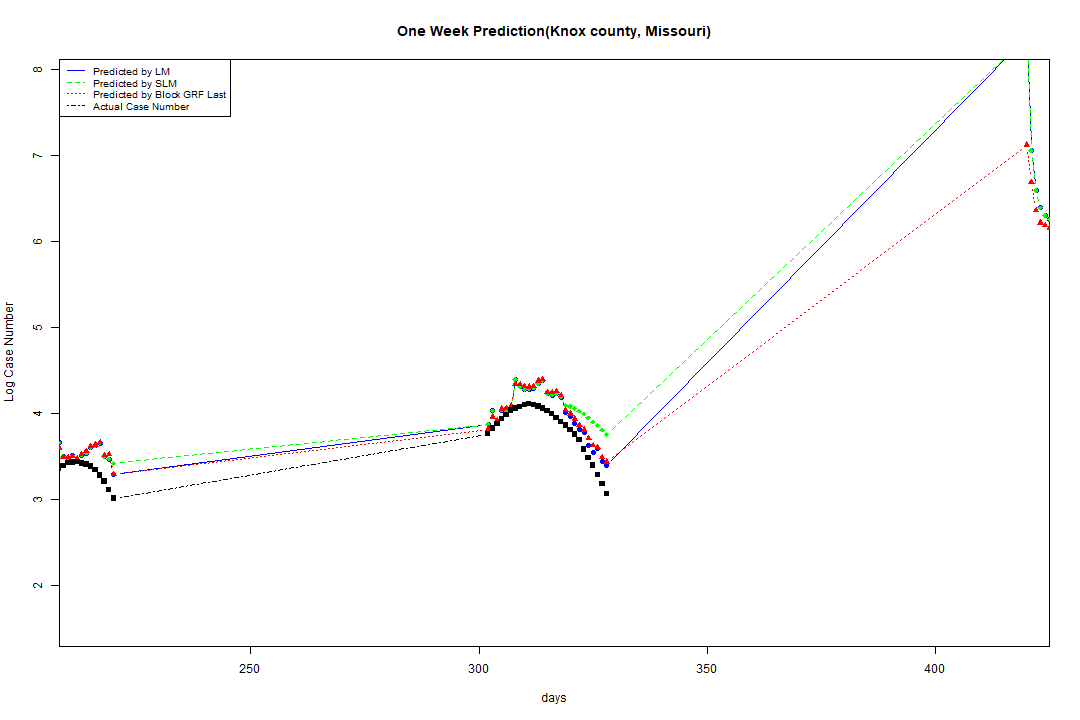 One Week Prediction(Knox county, Missouri)
Predicted by LM
Predicted by SLM
Predicted by Block GRF Last
Actual Case Number
8
7
6
5
4
3
2
Log Case Number
250 300 350 400
days